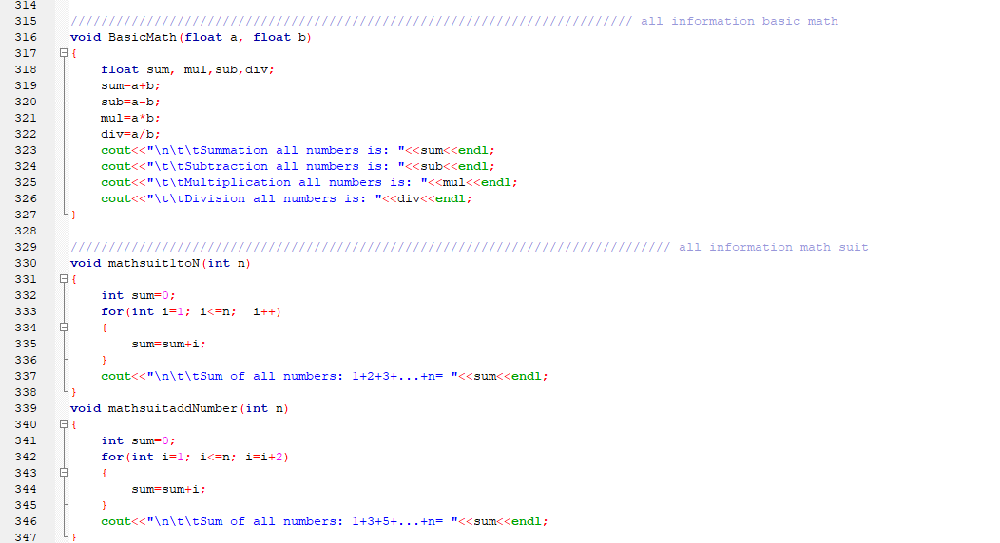 314
315 ////////////////////////////////////////////////////////////////////////// all information basic math
316 void BasicMath(float a, float b)
317 {
318 float sum, mul,sub,div;
319 sum=a+b;
320 sub=a-b;
321 mul=a*b;
322 div=a/b;
323 cout<<"\n\t\tSummation all numbers is: "<<sum<<endl;
324 cout<<"\t\tSubtraction all numbers is: "<<sub<<endl;
325 cout<<"\t\tMultiplication all numbers is: "<<mul<<endl;
326 cout<<"\t\tDivision all numbers is: "<<div<<endl;
327 }
328
329 /////////////////////////////////////////////////////////////////////////////// all information math suit
330 void mathsuit1toN(int n)
331 {
332 int sum=0;
333 for(int i=1; i<=n;  i++)
334 {
335 sum=sum+i;
336 }
337 cout<<"\n\t\tSum of all numbers: 1+2+3+...+n= "<<sum<<endl;
338 }
339 void mathsuitaddNumber(int n)
340 {
341 int sum=0;
342 for(int i=1; i<=n; i=i+2)
343 {
344 sum=sum+i;
345 }
346 cout<<"\n\t\tSum of all numbers: 1+3+5+...+n= "<<sum<<endl;
347 }